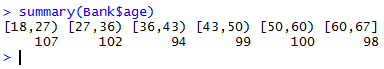 > summary(Bank$age)
[18,27) [27,36) [36,43) [43,50) [50,60) [60,67]
107 102 94 99 100 98
>